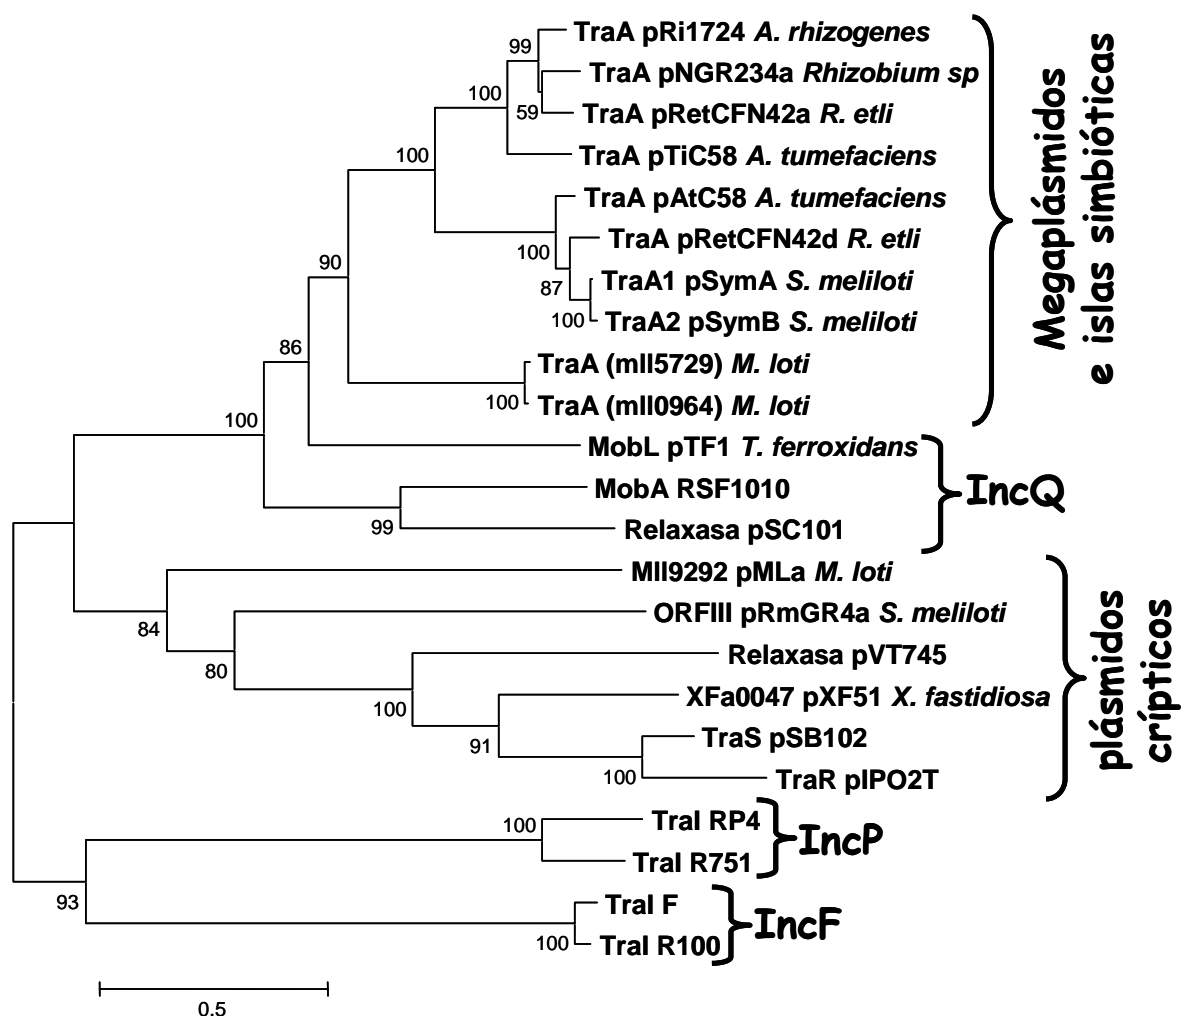 TraA pRi1724 A. rhizogenes
99
TraA pNGR234a Rhizobium sp
100
59
TraA pRetCFN42a R. etli
TraA pTiC58 A. tumefaciens
100
TraA pAtC58 A. tumefaciens
TraA pRetCFN42d R. etli
100
90
TraA1 pSymA S. meliloti
87
TraA2 pSymB S. meliloti
100
86
TraA (mll5729) M. loti
TraA (mll0964) M. loti
100
Megaplásmidos
e islas simbióticas
100
MobL pTF1 T. ferroxidans
MobA RSF1010
99
Relaxasa pSC101
IncQ
Mll9292 pMLa M. loti
84
ORFIII pRmGR4a S. meliloti
80
Relaxasa pVT745
100
XFa0047 pXF51 X. fastidiosa
91
TraS pSB102
100
TraR pIPO2T
plásmidos
crípticos
TraI RP4
100
TraI R751
IncP
93
TraI F
100
TraI R100
IncF
0.5